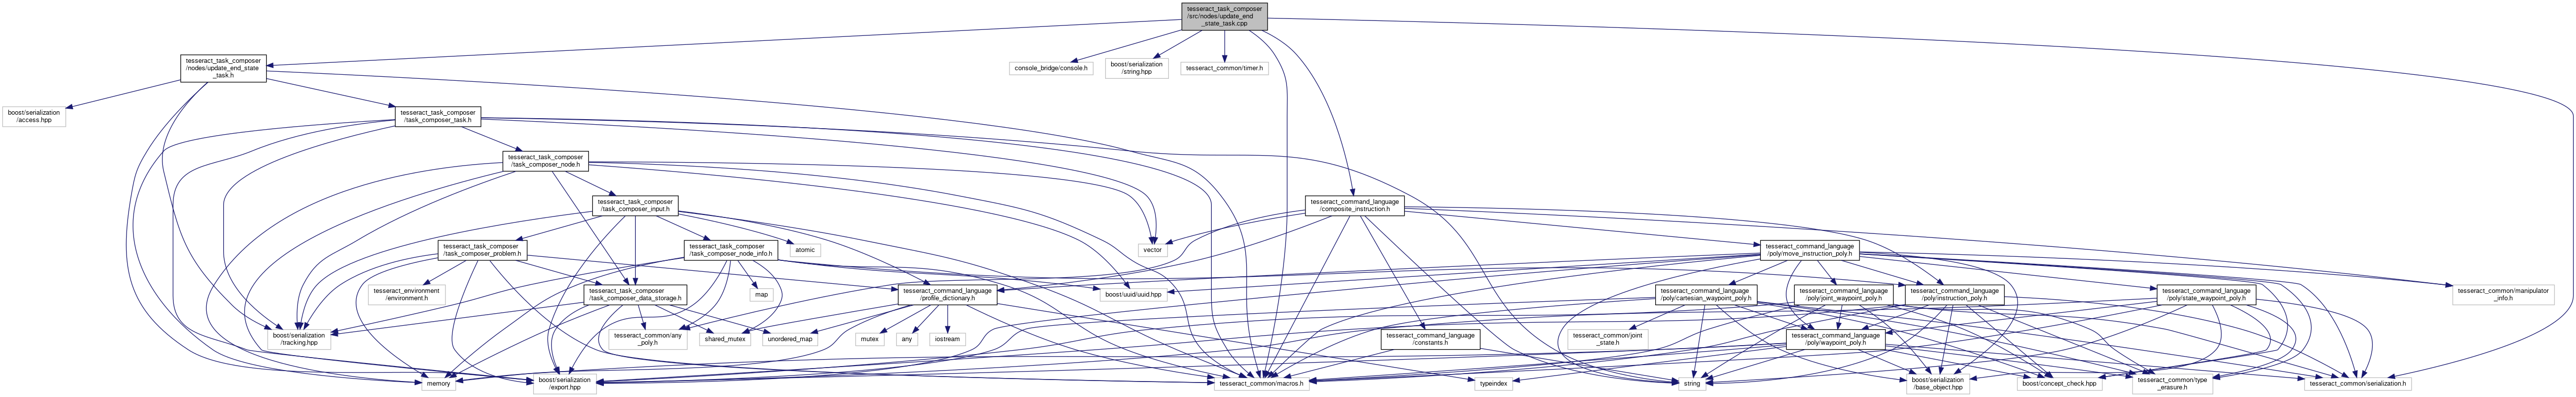 tesseract_task_composer
/src/nodes/update_end
_state_task.cpp
tesseract_task_composer
/nodes/update_end_state
_task.h
console_bridge/console.h
boost/serialization
/string.hpp
tesseract_common/timer.h
boost/serialization
/access.hpp
tesseract_task_composer
/task_composer_task.h
tesseract_task_composer
/task_composer_node.h
tesseract_task_composer
/task_composer_input.h
tesseract_command_language
/composite_instruction.h
tesseract_task_composer
/task_composer_problem.h
tesseract_task_composer
/task_composer_node_info.h
atomic
vector
tesseract_command_language
/poly/move_instruction_poly.h
tesseract_environment
/environment.h
tesseract_task_composer
/task_composer_data_storage.h
map
tesseract_command_language
/profile_dictionary.h
boost/uuid/uuid.hpp
tesseract_command_language
/poly/cartesian_waypoint_poly.h
tesseract_command_language
/poly/joint_waypoint_poly.h
tesseract_command_language
/poly/instruction_poly.h
tesseract_command_language
/poly/state_waypoint_poly.h
tesseract_common/manipulator
_info.h
boost/serialization
/tracking.hpp
tesseract_common/any
_poly.h
shared_mutex
unordered_map
mutex
any
iostream
tesseract_command_language
/constants.h
tesseract_common/joint
_state.h
tesseract_command_language
/poly/waypoint_poly.h
memory
boost/serialization
/export.hpp
tesseract_common/macros.h
typeindex
string
boost/serialization
/base_object.hpp
boost/concept_check.hpp
tesseract_common/type
_erasure.h
tesseract_common/serialization.h